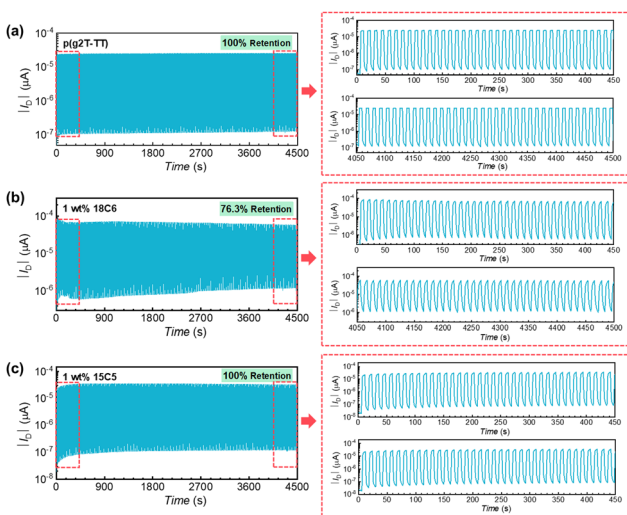 (a)
p(g2T-TT)
100% Retention
|I_D| (μA)
10⁻⁴
10⁻⁵
10⁻⁶
10⁻⁷
0 900 1800 2700 3600 4500
Time (s)
|I_D| (μA)
10⁻⁴
10⁻⁵
10⁻⁶
10⁻⁷
0 50 100 150 200 250 300 350 400 450
Time (s)
|I_D| (μA)
10⁻⁴
10⁻⁵
10⁻⁶
10⁻⁷
4050 4100 4150 4200 4250 4300 4350 4400 4450 4500
Time (s)
(b)
1 wt% 18C6
76.3% Retention
|I_D| (μA)
10⁻⁴
10⁻⁵
10⁻⁶
0 900 1800 2700 3600 4500
Time (s)
|I_D| (μA)
10⁻⁴
10⁻⁵
0 50 100 150 200 250 300 350 400 450
Time (s)
|I_D| (μA)
10⁻⁴
10⁻⁵
10⁻⁶
4050 4100 4150 4200 4250 4300 4350 4400 4450 4500
Time (s)
(c)
1 wt% 15C5
100% Retention
|I_D| (μA)
10⁻⁴
10⁻⁵
10⁻⁶
10⁻⁷
10⁻⁸
0 900 1800 2700 3600 4500
Time (s)
|I_D| (μA)
10⁻⁴
10⁻⁵
10⁻⁶
10⁻⁷
10⁻⁸
0 50 100 150 200 250 300 350 400 450
Time (s)
|I_D| (μA)
10⁻⁴
10⁻⁵
10⁻⁶
10⁻⁷
0 50 100 150 200 250 300 350 400 450
Time (s)